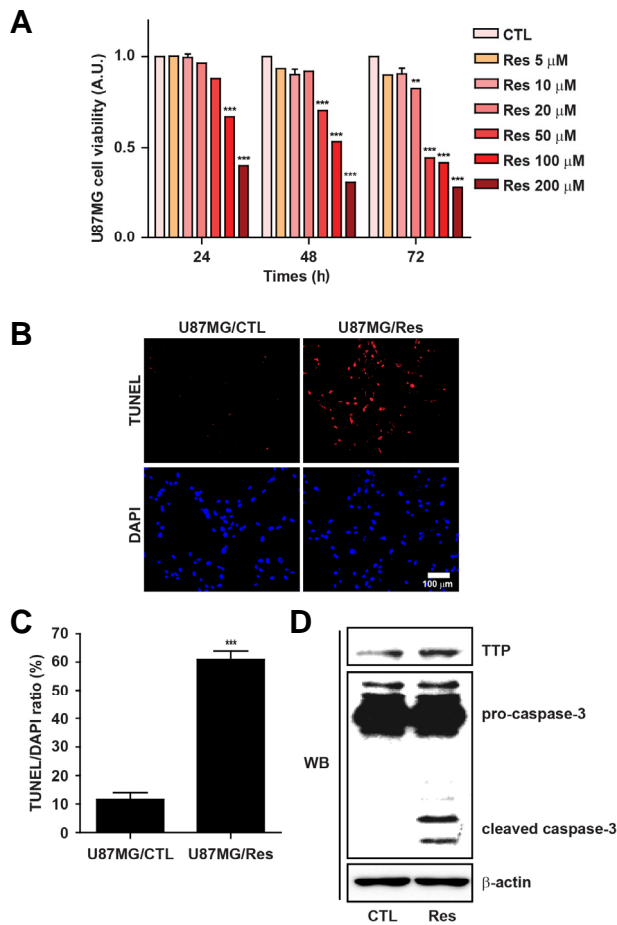 A
U87MG cell viability (A.U.)
1.0
0.5
0.0
*** ***
*** *** ***
** *** *** ***
24 48 72
Times (h)
CTL
Res 5 μM
Res 10 μM
Res 20 μM
Res 50 μM
Res 100 μM
Res 200 μM
B
U87MG/CTL U87MG/Res
TUNEL
DAPI
100 μm
C
TUNEL/DAPI ratio (%)
70
60
50
40
30
20
10
0
***
U87MG/CTL U87MG/Res
D
WB
TTP
pro-caspase-3
cleaved caspase-3
β-actin
CTL Res